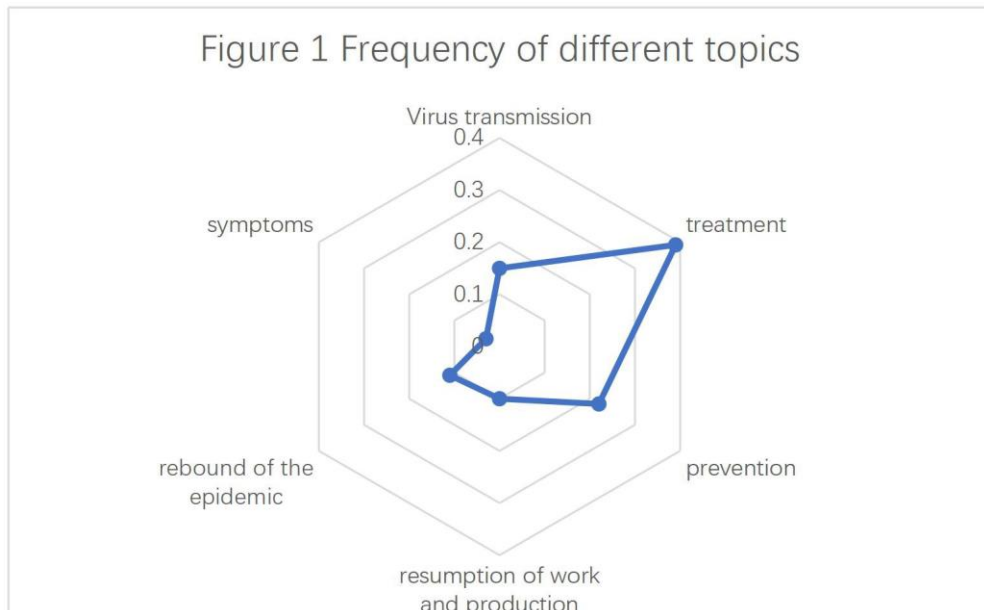 Figure 1 Frequency of different topics
Virus transmission
0.4
0.3
symptoms
treatment
0.2
0.1
0
rebound of the
epidemic
prevention
resumption of work
and production